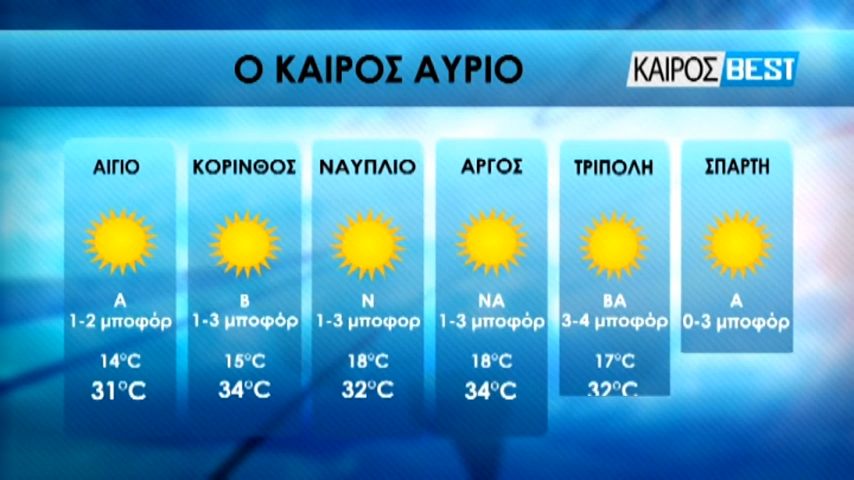 Ο ΚΑΙΡΟΣ ΑΥΡΙΟ
ΚΑΙΡΟΣ BEST
ΑΙΓΙΟ
Α
1-2 μποφόρ
14°C
31°C
ΚΟΡΙΝΘΟΣ
Β
1-3 μποφόρ
15°C
34°C
ΝΑΥΠΛΙΟ
Ν
1-3 μποφορ
18°C
32°C
ΑΡΓΟΣ
ΝΑ
1-3 μποφόρ
18°C
34°C
ΤΡΙΠΟΛΗ
ΒΑ
3-4 μποφόρ
17°C
32°C
ΣΠΑΡΤΗ
Α
0-3 μποφόρ